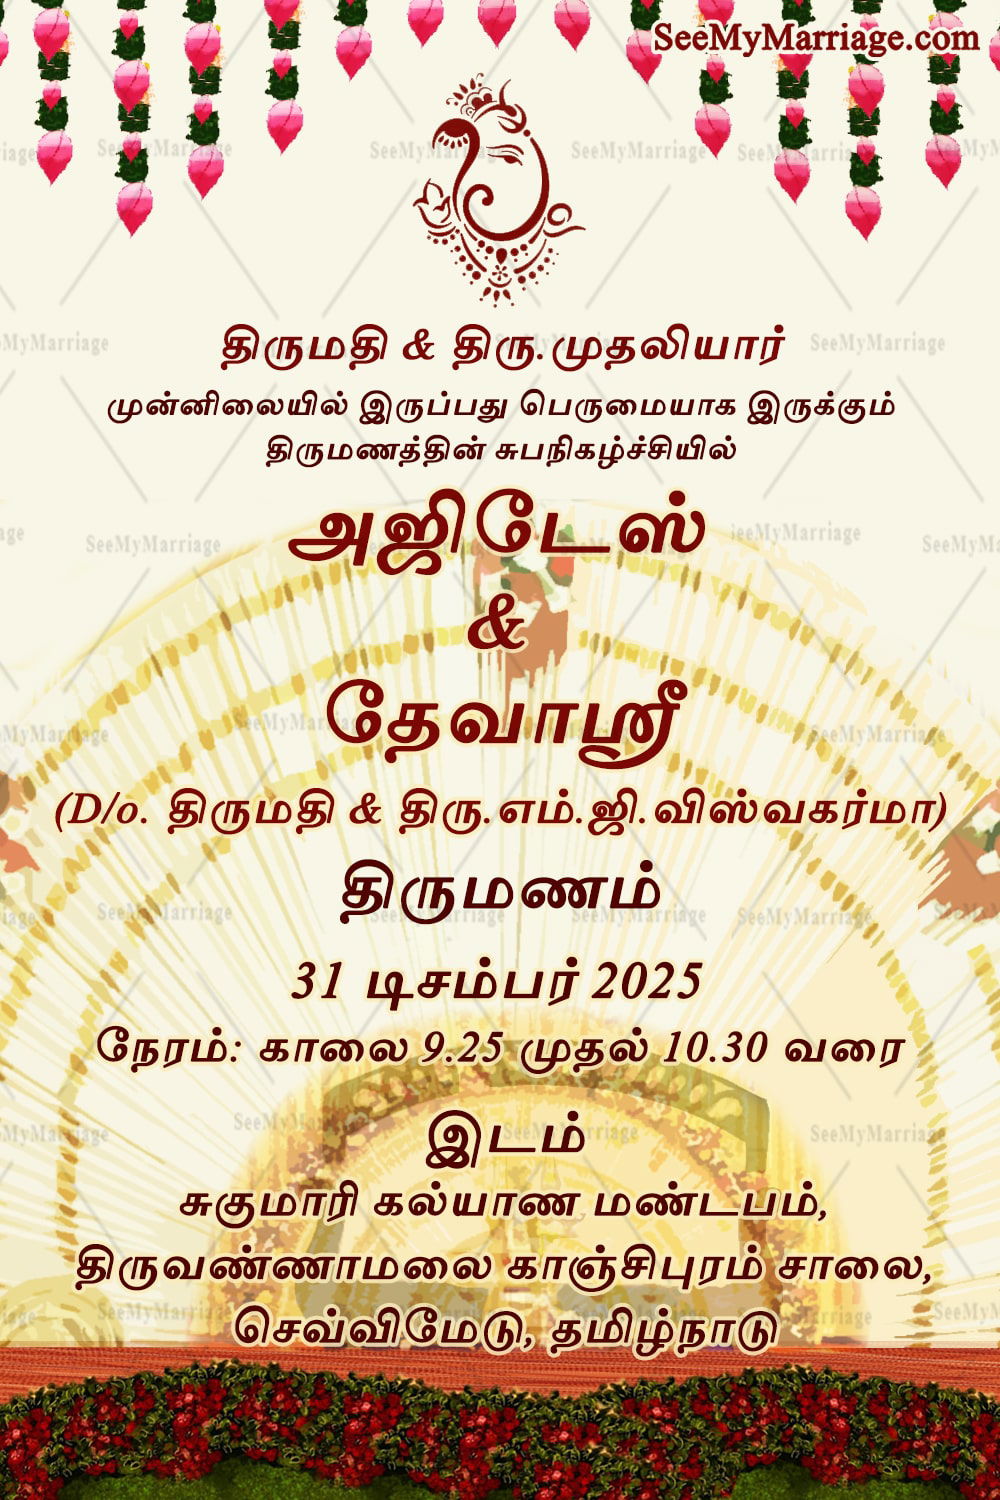 SeeMyMarriage.com
திருமதி & திரு.முதலியார்
முன்னிலையில் இருப்பது பெருமையாக இருக்கும்
திருமணத்தின் சுபநிகழ்ச்சியில்
அஜிடேஸ்
&
தேவாஸ்ரீ
(D/o. திருமதி & திரு.எம்.ஜி.விஸ்வகர்மா)
திருமணம்
31 டிசம்பர் 2025
நேரம்: காலை 9.25 முதல் 10.30 வரை
இடம்
சுகுமாரி கல்யாண மண்டபம்,
திருவண்ணாமலை காஞ்சிபுரம் சாலை,
செவ்விமேடு, தமிழ்நாடு